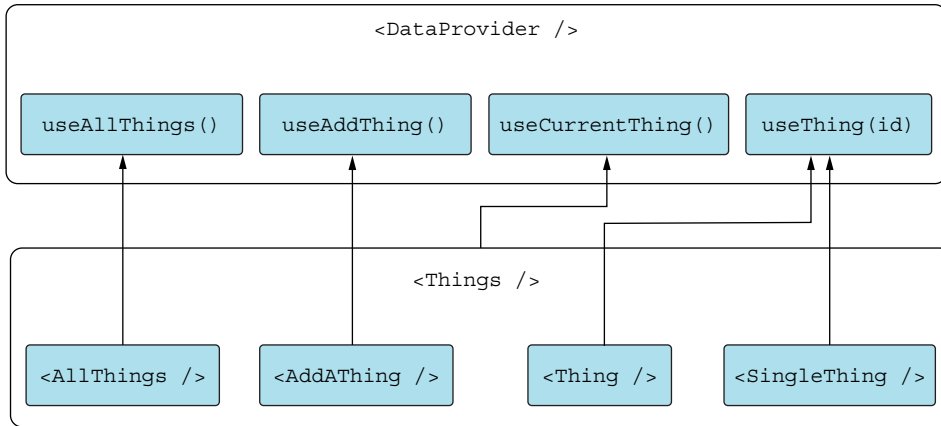 <DataProvider />
useAllThings() useAddThing() useCurrentThing() useThing(id)
<Things />
<AllThings /> <AddAThing /> <Thing /> <SingleThing />